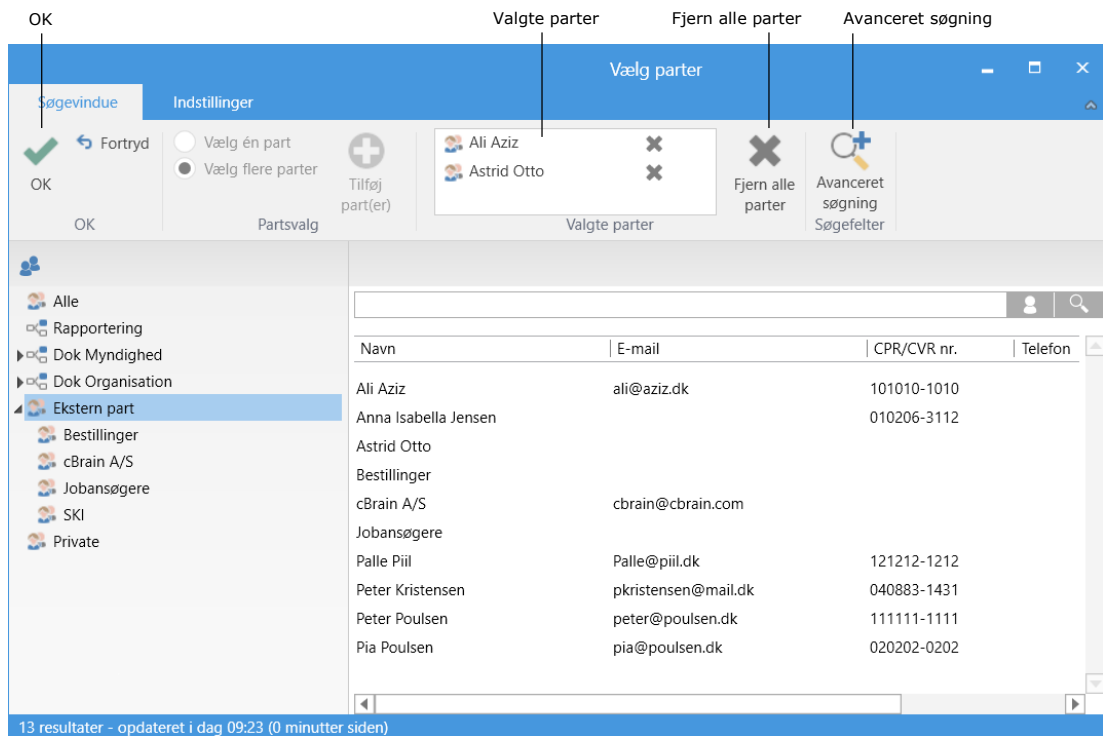 OK Valgte parter Fjern alle parter Avanceret søgning
Vælg parter
Søgevindue Indstillinger
OK
Fortryd
Vælg én part
Vælg flere parter
Tilføj
part(er)
Ali Aziz
Astrid Otto
Fjern alle
parter
Avanceret
søgning
OK Partsvalg Valgte parter Søgefelter
Alle
Rapportering
Dok Myndighed
Dok Organisation
Ekstern part
Bestillinger
cBrain A/S
Jobansøgere
SKI
Private
Navn E-mail CPR/CVR nr. Telefon
Ali Aziz ali@aziz.dk 101010-1010
Anna Isabella Jensen 010206-3112
Astrid Otto
Bestillinger
cBrain A/S cbrain@cbrain.com
Jobansøgere
Palle Piil Palle@piil.dk 121212-1212
Peter Kristensen pkristensen@mail.dk 040883-1431
Peter Poulsen peter@poulsen.dk 111111-1111
Pia Poulsen pia@poulsen.dk 020202-0202
13 resultater - opdateret i dag 09:23 (0 minutter siden)